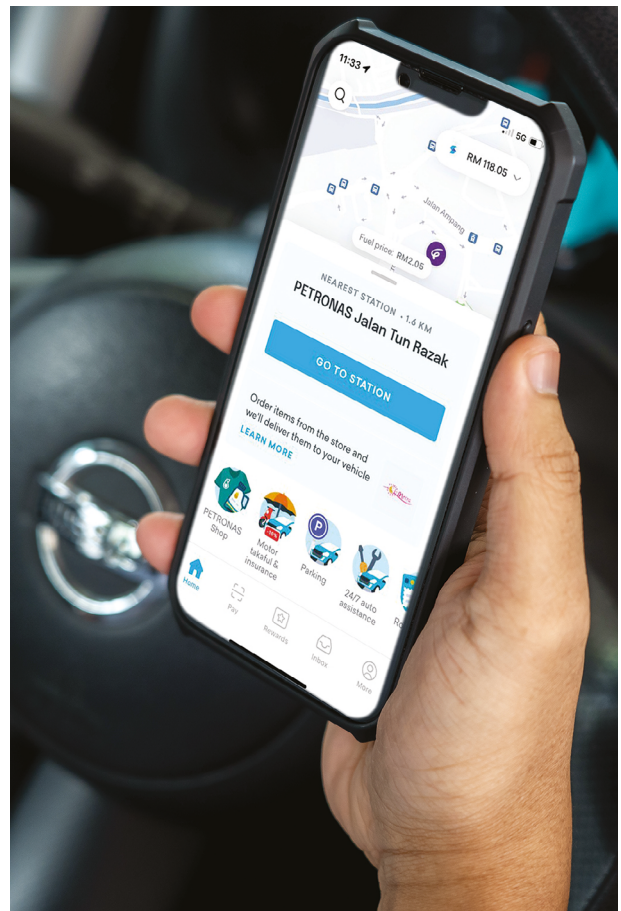 11:33
5G
RM 118.05
Jalan Ampang
Fuel price: RM2.05
NEAREST STATION • 1.6 KM
PETRONAS Jalan Tun Razak
GO TO STATION
Order items from the store and
we'll deliver them to your vehicle
LEARN MORE
PETRONAS
Shop
Motor
takaful &
insurance
Parking
24/7 auto
assistance
Home
Pay
Rewards
Inbox
More